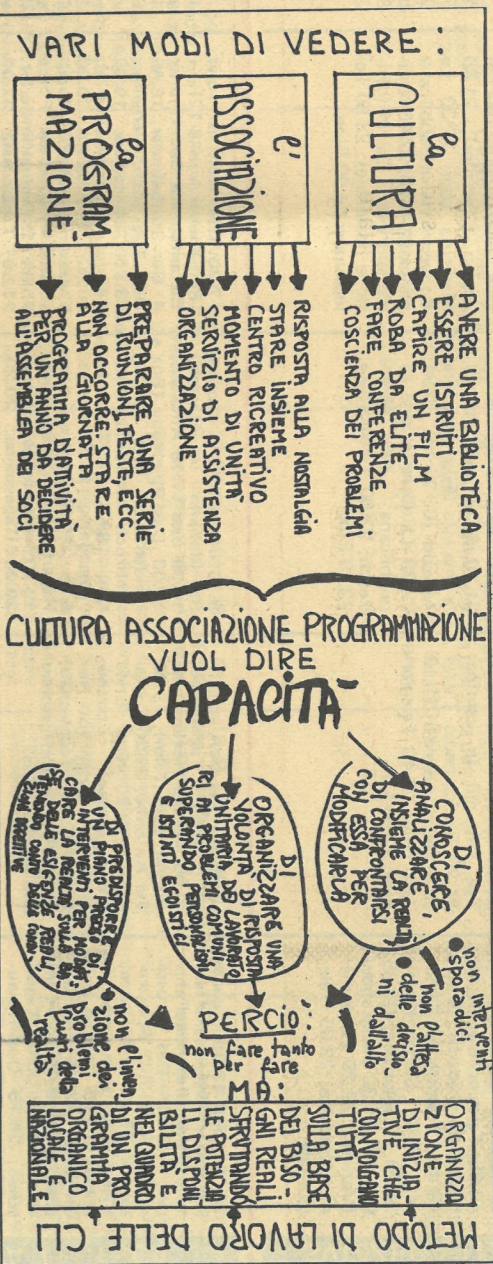 VARI MODI DI VEDERE:
la
CULTURA
AVERE UNA BIBLIOTECA
ESSERE ISTRUITI
CAPIRE UN FILM
ROBA DA ELITE
FARE CONFERENZE
COSCIENZA DEI PROBLEMI
l'
ASSOCIAZIONE
RISPOSTA ALLA NOSTALGIA
STARE INSIEME
CENTRO RICREATIVO
MOMENTO DI UNITÀ
SERVIZIO DI ASSISTENZA
ORGANIZZAZIONE
la
PROGRAM
MAZIONE
PREPARARE UNA SERIE
DI RIUNIONI, FESTE, ECC.
NON OCCORRE. STARE
ALLA GIORNATA
PROGRAMMA D'ATTIVITÀ
PER UN ANNO DA DECIDERE
ALL'ASSEMBLEA DEI SOCI
CULTURA ASSOCIAZIONE PROGRAMMAZIONE
VUOL DIRE
CAPACITÀ
DI
CONOSCERE,
ANALIZZARE
INSIEME LA REALTÀ,
DI CONFRONTARSI
CON ESSA PER
MODIFICARLA
DI
ORGANIZZARE UNA
VOLONTÀ DI RISPOSTA
UNITARIA DEI LAVORATO
RI AI PROBLEMI COMUNI,
SUPERANDO PERSONALISMI
E ISTINTI EGOISTICI
DI PREDISPORRE
UN PIANO PRECISO DI
INTERVENTI PER MODIFI
CARE LA REALTÀ SULLA BA
SE DELLE ESIGENZE REALI,
TENENDO CONTO DELLE
non interventi
sporadici
non l'attesa
delle decisio
ni dall'alto
non l'inven
zione dei
problemi
fuori della
realtà
PERCIÒ:
non fare tanto
per fare
MA:
ORGANIZZA
ZIONE
DI INIZIA-
TIVE CHE
COINVOLGANO
TUTTI
SULLA BASE
DEI BISO-
GNI REALI
SFRUTTANDO
LE POTENZIA
LI DISPONI
BILITÀ E
NEL QUADRO
DI UN PRO-
GRAMMA
ORGANICO
LOCALE E
NAZIONALE
METODO DI LAVORO DELLE CLI